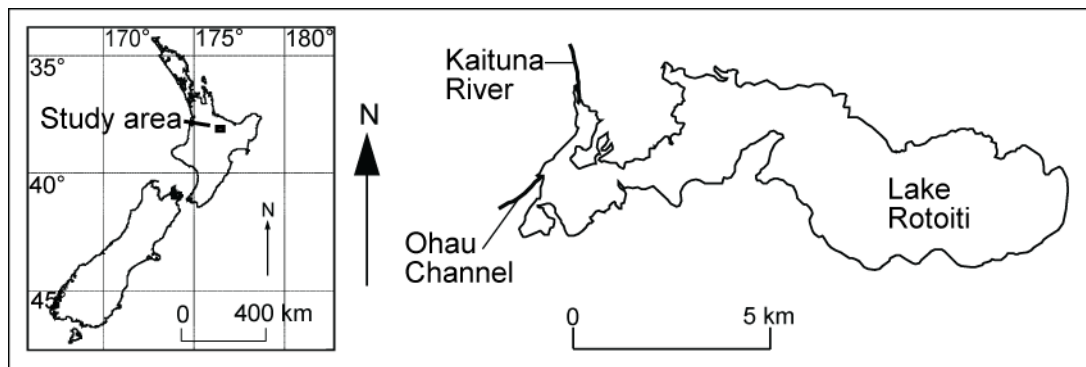 170° 175° 180°
35°
Study area
40°
N
45°
0 400 km
N
Kaituna
River
Ohau
Channel
Lake
Rotoiti
0 5 km